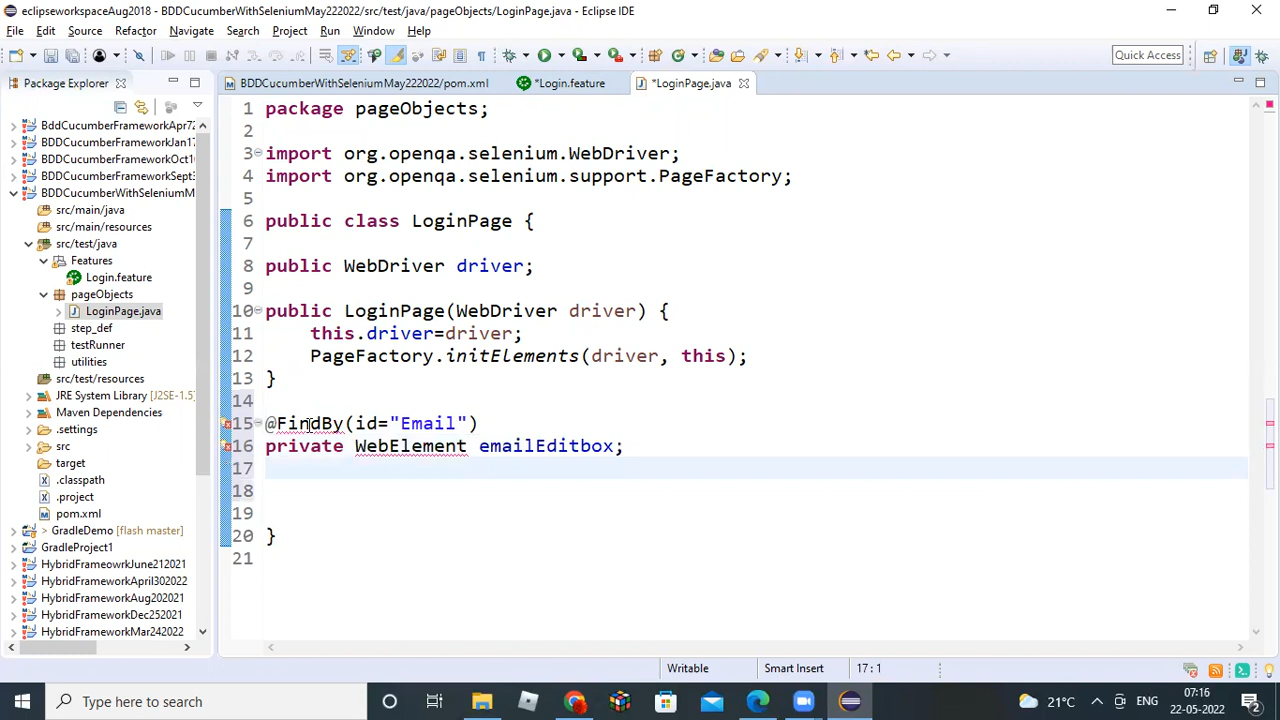 eclipseworkspaceAug2018 - BDDCucumberWithSeleniumMay222022/src/test/java/pageObjects/LoginPage.java - Eclipse IDE
File Edit Source Refactor Navigate Search Project Run Window Help
Quick Access
Package Explorer
BDDCucumberWithSeleniumMay222022/pom.xml
*Login.feature
*LoginPage.java
BddCucumberFrameworkApr72
BDDCucumberFrameworkJan17
BDDCucumberFrameworkOct1
BDDCucumberFrameworkSept
BDDCucumberWithSeleniumM
src/main/java
src/main/resources
src/test/java
Features
Login.feature
pageObjects
LoginPage.java
step_def
testRunner
utilities
src/test/resources
JRE System Library [J2SE-1.5]
Maven Dependencies
.settings
src
target
.classpath
.project
pom.xml
> GradleDemo [flash master]
GradleProject1
HybridFrameowrkJune212021
HybridFrameworkApril302022
HybridFrameworkAug202021
HybridFrameworkDec252021
HybridFrameworkMar242022
1 package pageObjects;
2
3 import org.openqa.selenium.WebDriver;
4 import org.openqa.selenium.support.PageFactory;
5
6 public class LoginPage {
7
8 public WebDriver driver;
9
10 public LoginPage(WebDriver driver) {
11 this.driver=driver;
12 PageFactory.initElements(driver, this);
13 }
14
15 @FindBy(id="Email")
16 private WebElement emailEditbox;
17
18
19
20 }
21
Writable Smart Insert 17 : 1
Type here to search
21°C ENG 07:16
22-05-2022
2